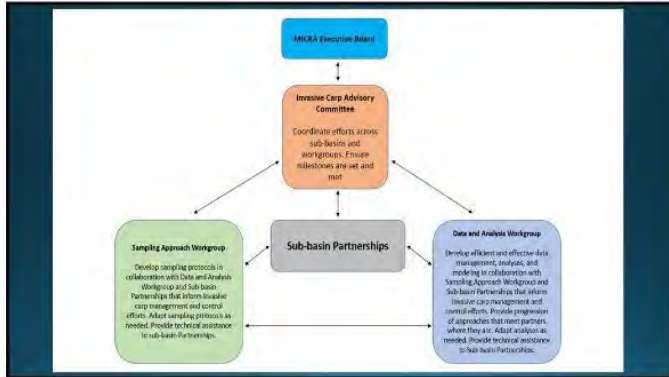 MICRA Executive Board
Invasive Carp Advisory
Committee
Coordinate efforts across
sub-basins and
workgroups. Ensure
milestones are set and
met
Sampling Approach Workgroup
Develop sampling protocols in
collaboration with Data and Analysis
Workgroup and Sub basin
Partnerships that inform invasive
carp management and control
efforts. Adapt sampling protocols as
needed. Provide technical assistance
to sub-basin Partnerships.
Sub-basin Partnerships
Data and Analysis Workgroup
Develop efficient and effective data
management, analyses, and
modeling in collaboration with
Sampling Approach Workgroup and
Sub-basin Partnerships that inform
invasive carp management and
control efforts. Provide progression
of approaches that meet partners
where they are. Adapt analyses as
needed. Provide technical assistance
to Sub-basin Partnerships.